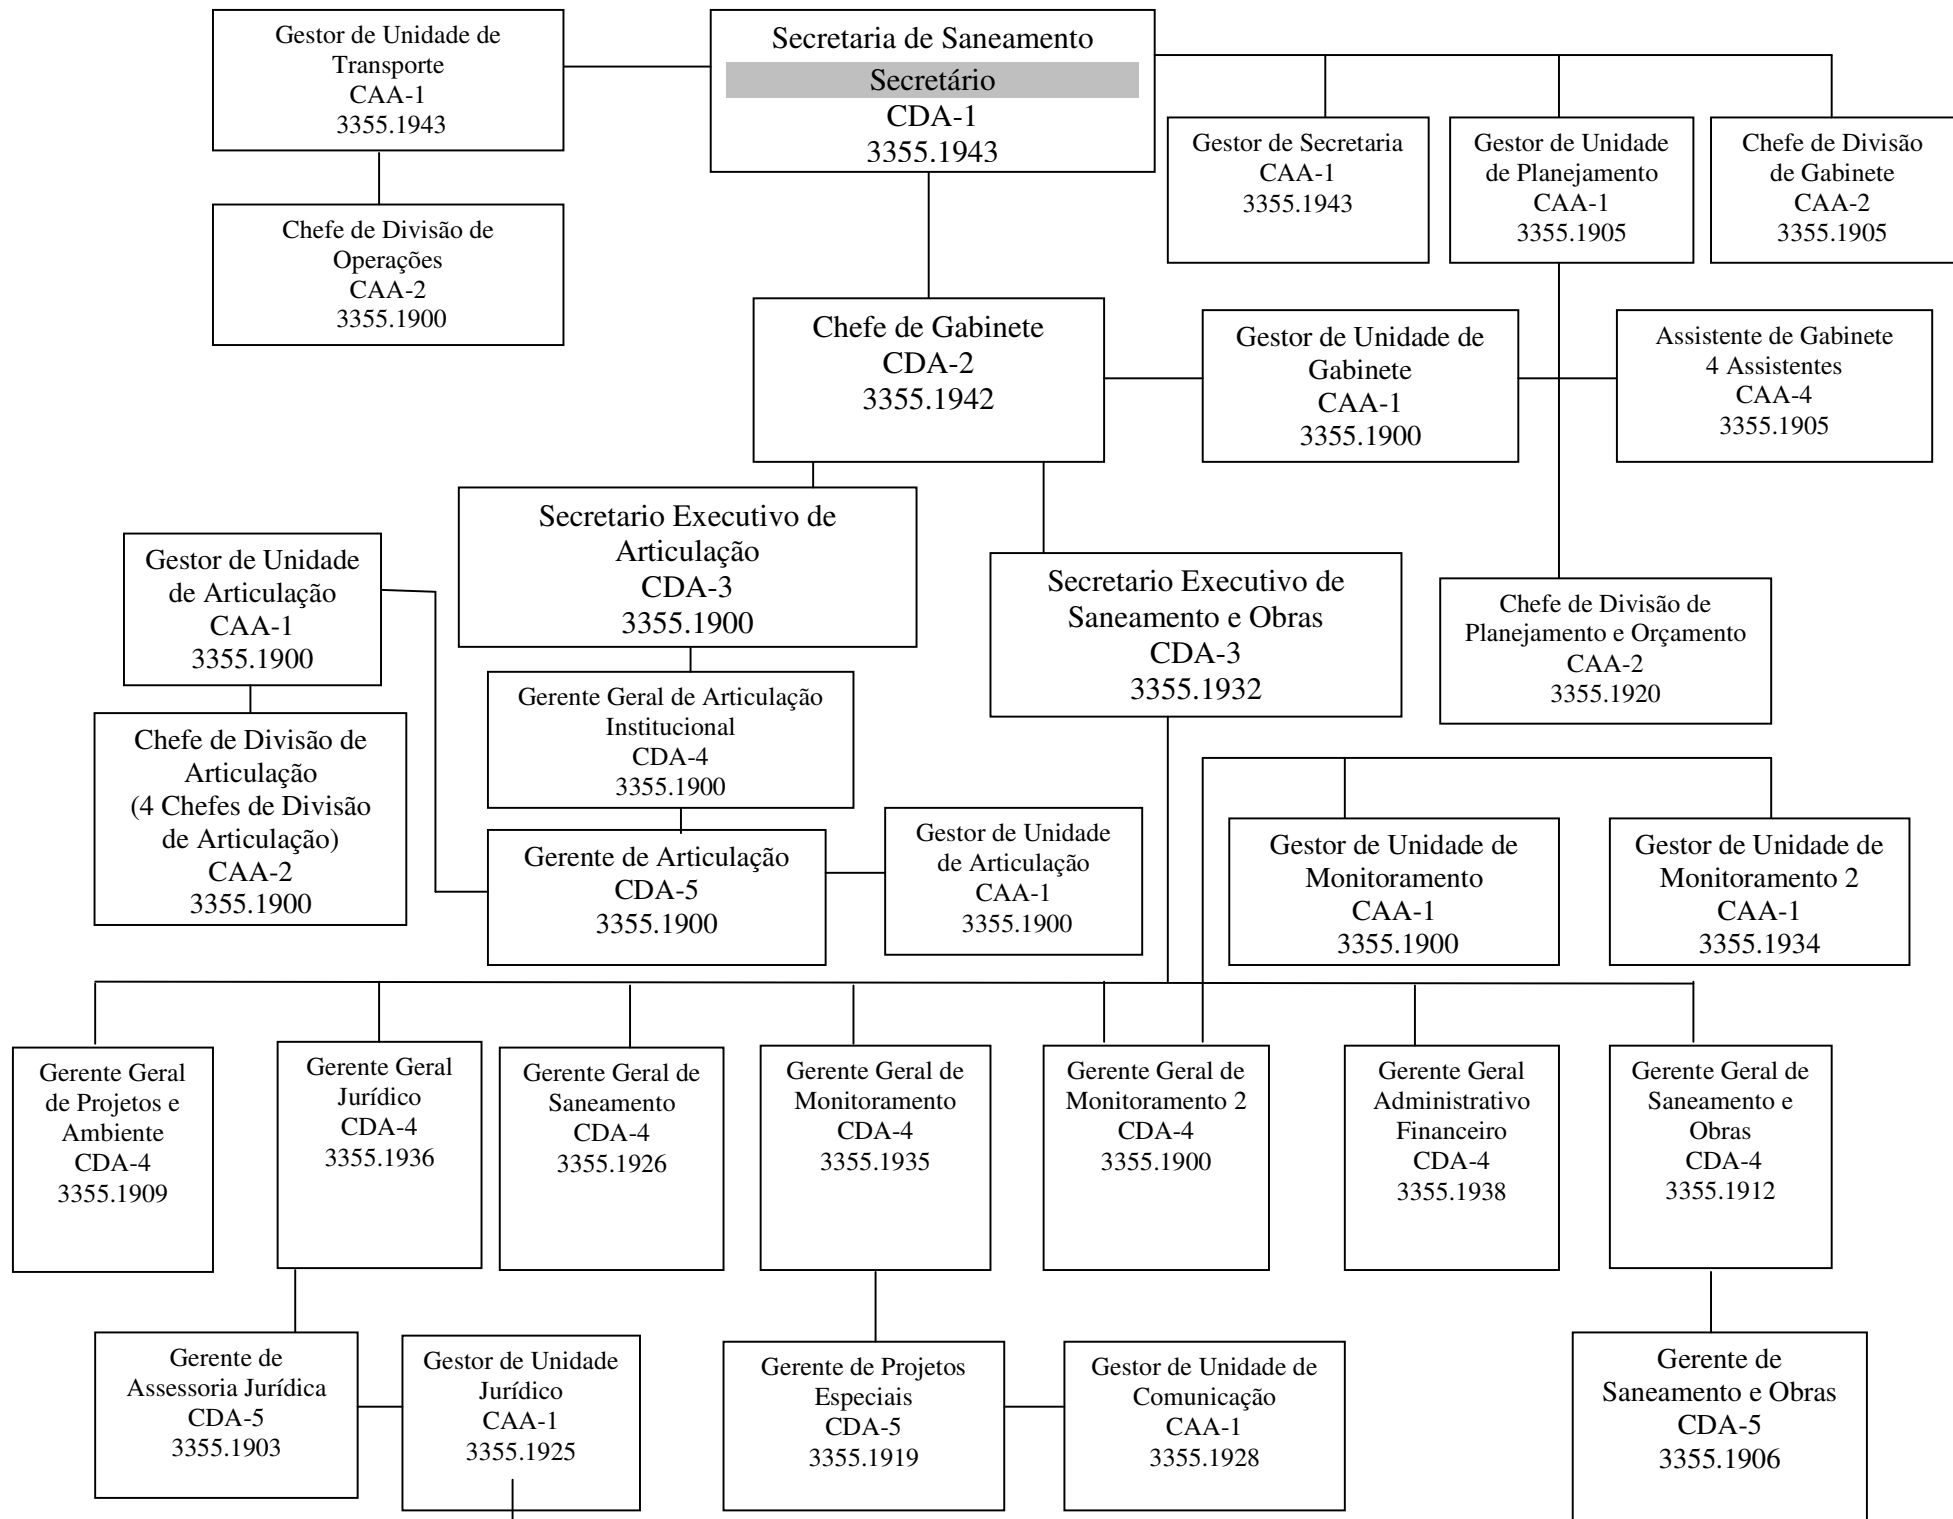 Gestor de Unidade de
Transporte
CAA-1
3355.1943
Secretaria de Saneamento
Secretário
CDA-1
3355.1943
Gestor de Secretaria
CAA-1
3355.1943
Gestor de Unidade
de Planejamento
CAA-1
3355.1905
Chefe de Divisão
de Gabinete
CAA-2
3355.1905
Chefe de Divisão de
Operações
CAA-2
3355.1900
Chefe de Gabinete
CDA-2
3355.1942
Gestor de Unidade de
Gabinete
CAA-1
3355.1900
Assistente de Gabinete
4 Assistentes
CAA-4
3355.1905
Secretario Executivo de
Articulação
CDA-3
3355.1900
Gestor de Unidade
de Articulação
CAA-1
3355.1900
Secretario Executivo de
Saneamento e Obras
CDA-3
3355.1932
Chefe de Divisão de
Planejamento e Orçamento
CAA-2
3355.1920
Gerente Geral de Articulação
Institucional
CDA-4
3355.1900
Chefe de Divisão de
Articulação
(4 Chefes de Divisão
de Articulação)
CAA-2
3355.1900
Gerente de Articulação
CDA-5
3355.1900
Gestor de Unidade
de Articulação
CAA-1
3355.1900
Gestor de Unidade de
Monitoramento
CAA-1
3355.1900
Gestor de Unidade de
Monitoramento 2
CAA-1
3355.1934
Gerente Geral
de Projetos e
Ambiente
CDA-4
3355.1909
Gerente Geral
Jurídico
CDA-4
3355.1936
Gerente Geral de
Saneamento
CDA-4
3355.1926
Gerente Geral de
Monitoramento
CDA-4
3355.1935
Gerente Geral de
Monitoramento 2
CDA-4
3355.1900
Gerente Geral
Administrativo
Financeiro
CDA-4
3355.1938
Gerente Geral de
Saneamento e
Obras
CDA-4
3355.1912
Gerente de
Assessoria Jurídica
CDA-5
3355.1903
Gestor de Unidade
Jurídico
CAA-1
3355.1925
Gerente de Projetos
Especiais
CDA-5
3355.1919
Gestor de Unidade de
Comunicação
CAA-1
3355.1928
Gerente de
Saneamento e Obras
CDA-5
3355.1906